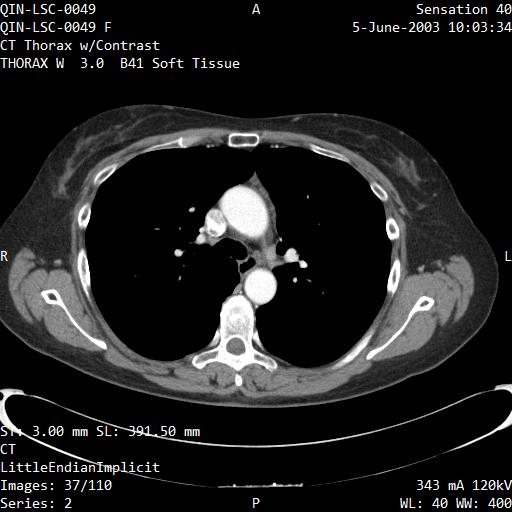 QIN-LSC-0049 A Sensation 40
QIN-LSC-0049 F 5-June-2003 10:03:34
CT Thorax w/Contrast
THORAX W 3.0 B41 Soft Tissue
R L
ST: 3.00 mm SL: 391.50 mm
CT
LittleEndianImplicit
Images: 37/110 343 mA 120kV
Series: 2 P WL: 40 WW: 400